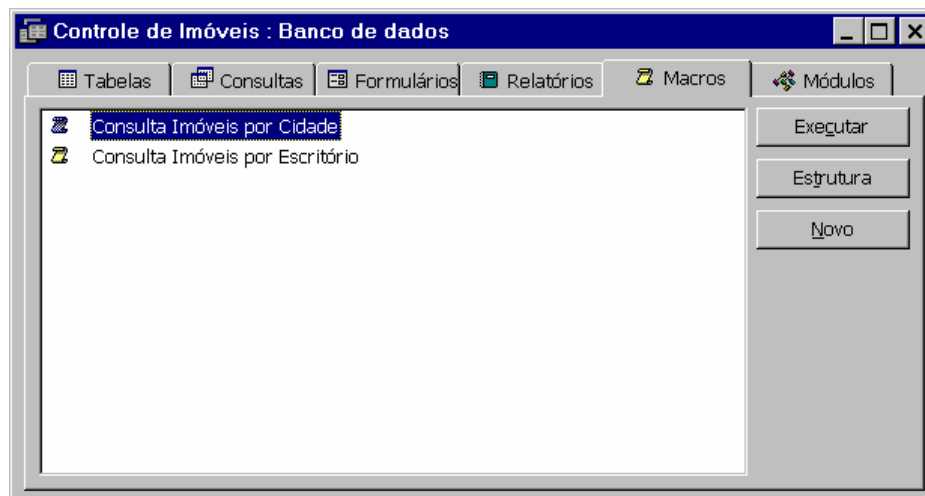 Controle de Imóveis : Banco de dados
Tabelas Consultas Formulários Relatórios Macros Módulos
Consulta Imóveis por Cidade
Consulta Imóveis por Escritório
Executar
Estrutura
Novo